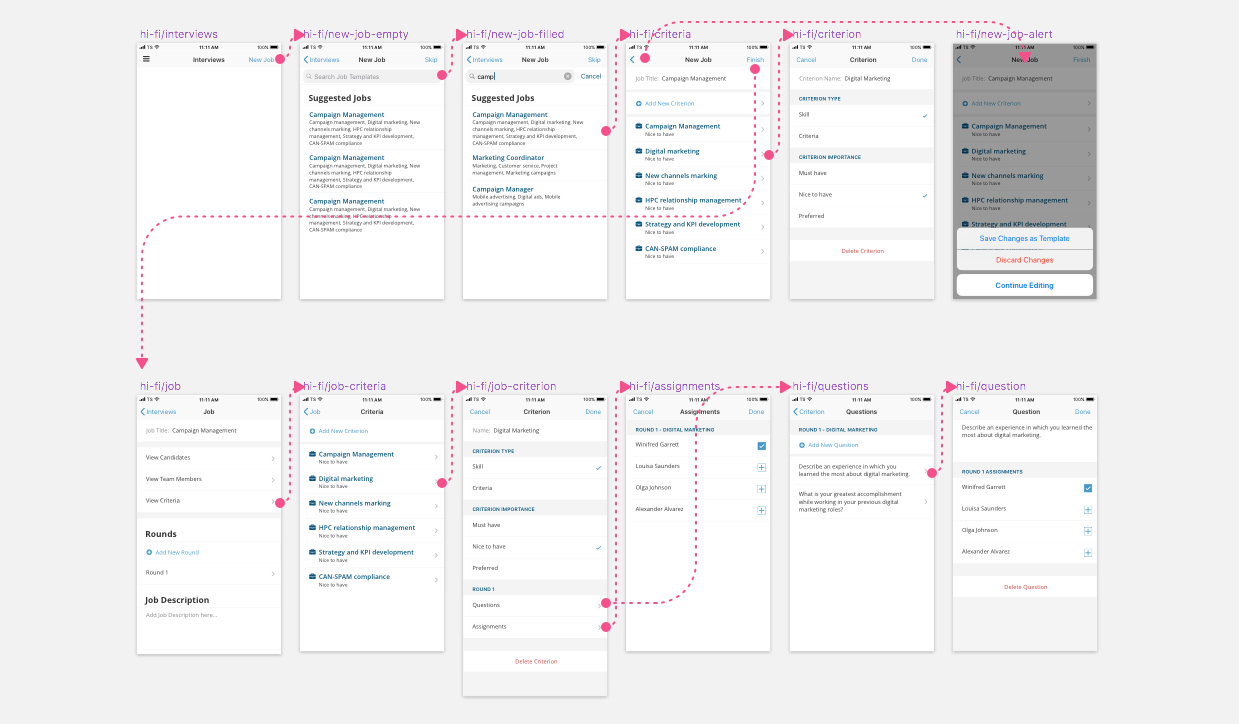 hi-fi/interviews
TS
11:11 AM
100%
Interviews
New Job
hi-fi/new-job-empty
TS
11:11 AM
100%
Interviews
New Job
Skip
Search Job Templates
Suggested Jobs
Campaign Management
Campaign management, Digital marketing, New
channels marking, HPC relationship
management, Strategy and KPI development,
CAN-SPAM compliance
Campaign Management
Campaign management, Digital marketing, New
channels marking, HPC relationship
management, Strategy and KPI development,
CAN-SPAM compliance
Campaign Management
Campaign management, Digital marketing, New
channels marking, HPC relationship
management, Strategy and KPI development,
CAN-SPAM compliance
hi-fi/new-job-filled
TS
11:11 AM
100%
Interviews
New Job
Skip
camp
Cancel
Suggested Jobs
Campaign Management
Campaign management, Digital marketing, New
channels marking, HPC relationship
management, Strategy and KPI development,
CAN-SPAM compliance
Marketing Coordinator
Marketing, Customer service, Project
management, Marketing campaigns
Campaign Manager
Mobile advertising, Digital ads, Mobile
advertising campaigns
hi-fi/criteria
TS
11:11 AM
100%
New Job
Finish
Job Title: Campaign Management
Add New Criterion
Campaign Management
Nice to have
Digital marketing
Nice to have
New channels marking
Nice to have
HPC relationship management
Nice to have
Strategy and KPI development
Nice to have
CAN-SPAM compliance
Nice to have
hi-fi/criterion
TS
11:11 AM
100%
Cancel
Criterion
Done
Criterion Name: Digital Marketing
CRITERION TYPE
Skill
Criteria
CRITERION IMPORTANCE
Must have
Nice to have
Preferred
Delete Criterion
hi-fi/new-job-alert
TS
11:11 AM
100%
New Job
Finish
Job Title: Campaign Management
Add New Criterion
Campaign Management
Nice to have
Digital marketing
Nice to have
New channels marking
Nice to have
HPC relationship management
Nice to have
Strategy and KPI development
Save Changes as Template
Discard Changes
Continue Editing
hi-fi/job
TS
11:11 AM
100%
Interviews
Job
Job Title: Campaign Management
View Candidates
View Team Members
View Criteria
Rounds
Add New Round
Round 1
Job Description
Add Job Description here...
hi-fi/job-criteria
TS
11:11 AM
100%
Job
Criteria
Add New Criterion
Campaign Management
Nice to have
Digital marketing
Nice to have
New channels marking
Nice to have
HPC relationship management
Nice to have
Strategy and KPI development
Nice to have
CAN-SPAM compliance
Nice to have
hi-fi/job-criterion
TS
11:11 AM
100%
Cancel
Criterion
Done
Name: Digital Marketing
CRITERION TYPE
Skill
Criteria
CRITERION IMPORTANCE
Must have
Nice to have
Preferred
ROUND 1
Questions
Assignments
Delete Criterion
hi-fi/assignments
TS
11:11 AM
100%
Cancel
Assignments
Done
ROUND 1 - DIGITAL MARKETING
Winifred Garrett
Louisa Saunders
Olga Johnson
Alexander Alvarez
hi-fi/questions
TS
11:11 AM
100%
Criterion
Questions
ROUND 1 - DIGITAL MARKETING
Add New Question
Describe an experience in which you
learned the most about digital marketing.
What is your greatest accomplishment
while working in your previous digital
marketing roles?
hi-fi/question
TS
11:11 AM
100%
Cancel
Question
Done
Describe an experience in which you learned the
most about digital marketing.
ROUND 1 ASSIGNMENTS
Winifred Garrett
Louisa Saunders
Olga Johnson
Alexander Alvarez
Delete Question